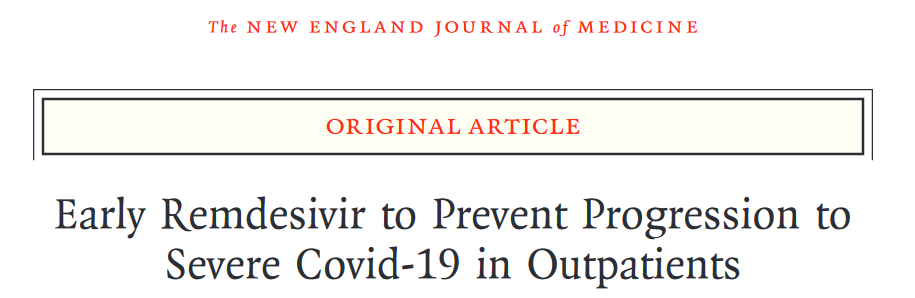 The NEW ENGLAND JOURNAL of MEDICINE
ORIGINAL ARTICLE
Early Remdesivir to Prevent Progression to
Severe Covid-19 in Outpatients